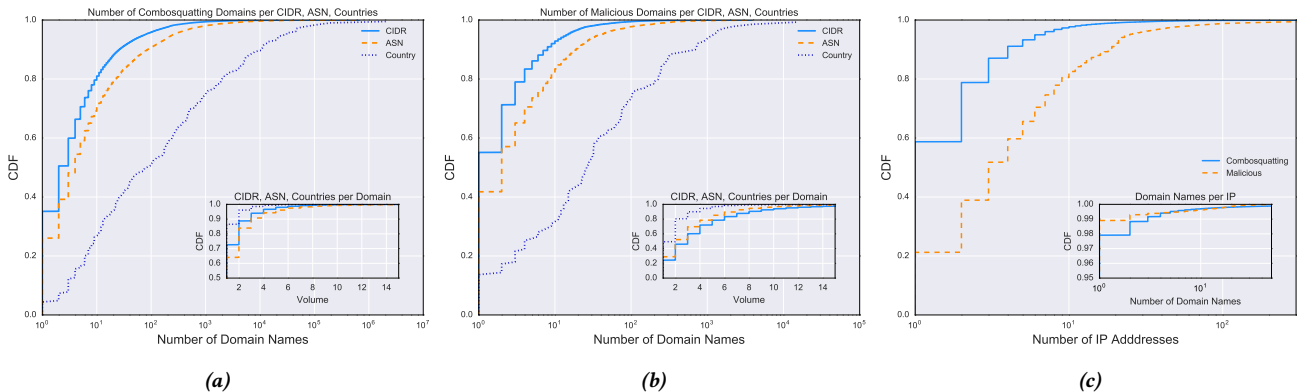 Number of Combosquatting Domains per CIDR, ASN, Countries
1.0
0.8
0.6
0.4
0.2
0.0
CDF
CIDR
ASN
Country
CIDR, ASN, Countries per Domain
1.0
0.9
0.8
0.7
0.6
0.5
CDF
2 4 6 8 10 12 14
Volume
10^0 10^1 10^2 10^3 10^4 10^5 10^6 10^7
Number of Domain Names
(a)
Number of Malicious Domains per CIDR, ASN, Countries
1.0
0.8
0.6
0.4
0.2
0.0
CDF
CIDR
ASN
Country
CIDR, ASN, Countries per Domain
1.0
0.8
0.6
0.4
0.2
0.0
CDF
2 4 6 8 10 12 14
Volume
10^0 10^1 10^2 10^3 10^4 10^5
Number of Domain Names
(b)
1.0
0.8
0.6
0.4
0.2
0.0
CDF
Combosquatting
Malicious
Domain Names per IP
1.00
0.99
0.98
0.97
0.96
0.95
CDF
10^0 10^1
Number of Domain Names
10^0 10^1 10^2
Number of IP Adddresses
(c)